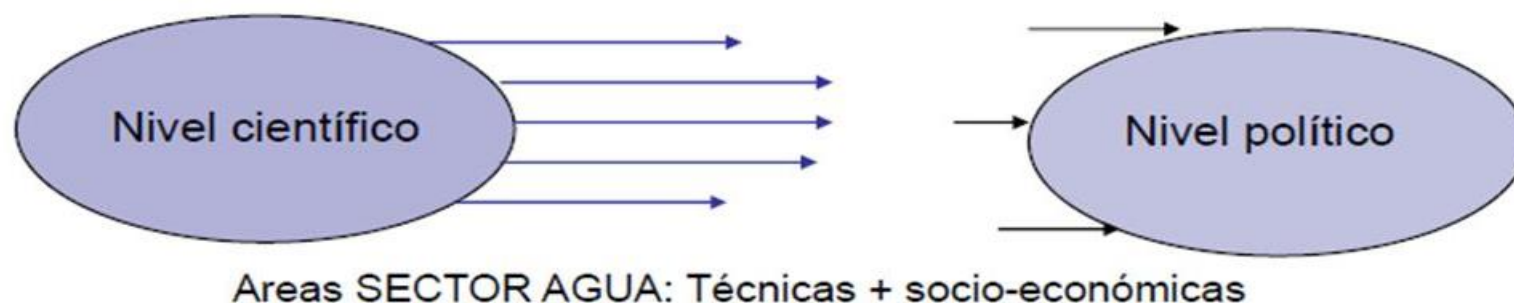 Nivel científico
Nivel político
Areas SECTOR AGUA: Técnicas + socio-económicas